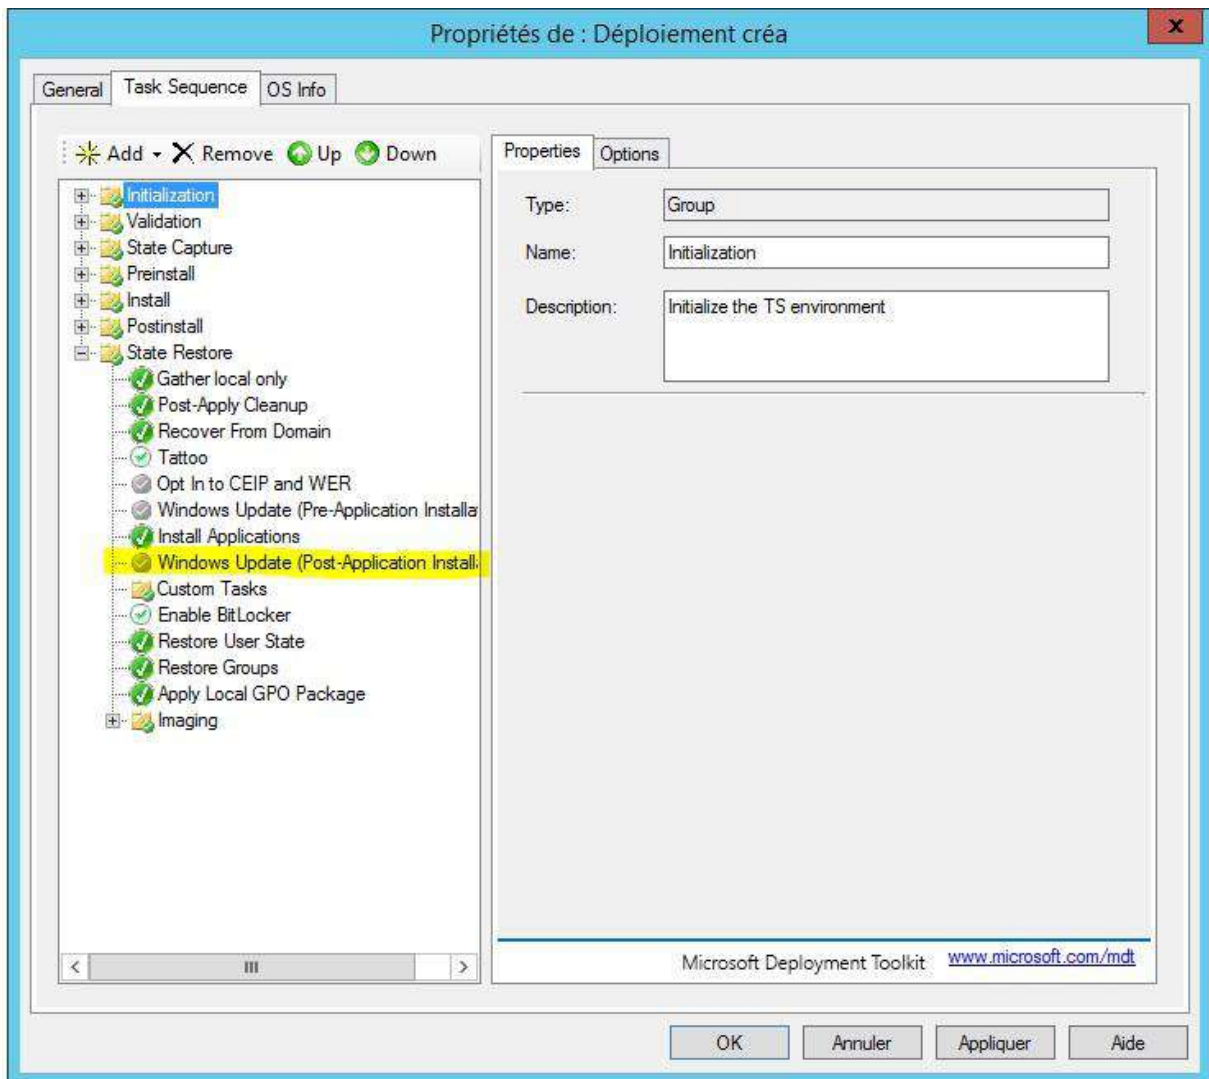 Propriétés de : Déploiement créa
x
General Task Sequence OS Info
Add Remove Up Down
Initialization
Validation
State Capture
Preinstall
Install
Postinstall
State Restore
Gather local only
Post-Apply Cleanup
Recover From Domain
Tattoo
Opt In to CEIP and WER
Windows Update (Pre-Application Installa
Install Applications
Windows Update (Post-Application Install
Custom Tasks
Enable BitLocker
Restore User State
Restore Groups
Apply Local GPO Package
Imaging
Properties Options
Type: Group
Name: Initialization
Description: Initialize the TS environment
Microsoft Deployment Toolkit www.microsoft.com/mdt
OK Annuler Appliquer Aide